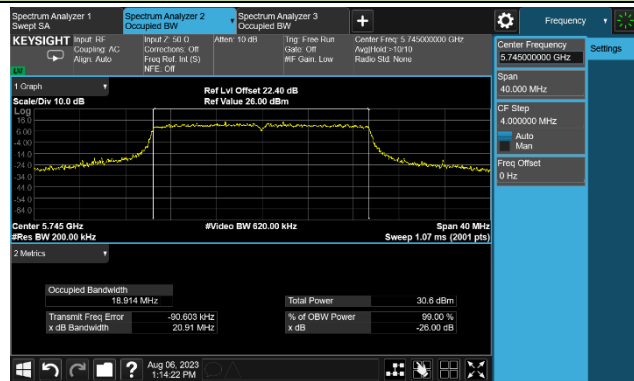 Spectrum Analyzer 1
Swept SA
Spectrum Analyzer 2
Occupied BW
Spectrum Analyzer 3
Occupied BW
+
Frequency
KEYSIGHT
Input: RF
Coupling: AC
Align: Auto
Input Z: 50 Ω
Corrections: Off
Freq Ref: Int (S)
NFE: Off
Atten: 10 dB
Trig: Free Run
Gate: Off
#IF Gain: Low
Center Freq: 5.745000000 GHz
Avg|Hold:>10/10
Radio Std: None
Center Frequency
5.745000000 GHz
Settings
Span
40.000 MHz
CF Step
4.000000 MHz
Auto
Man
Freq Offset
0 Hz
1 Graph
Scale/Div 10.0 dB
Ref Lvl Offset 22.40 dB
Ref Value 26.00 dBm
Log
16.0
6.00
-4.00
-14.0
-24.0
-34.0
-44.0
-54.0
-64.0
Center 5.745 GHz
#Res BW 200.00 kHz
#Video BW 620.00 kHz
Span 40 MHz
Sweep 1.07 ms (2001 pts)
2 Metrics
Occupied Bandwidth
18.914 MHz
Total Power 30.6 dBm
Transmit Freq Error -90.603 kHz
% of OBW Power 99.00 %
x dB Bandwidth 20.91 MHz
x dB -26.00 dB
?
Aug 06, 2023
1:14:22 PM